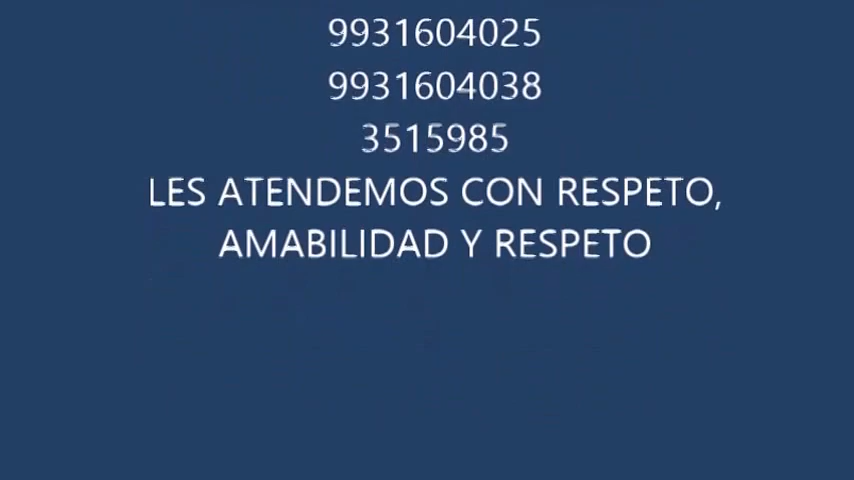 9931604025
9931604038
3515985
LES ATENDEMOS CON RESPETO,
AMABILIDAD Y RESPETO